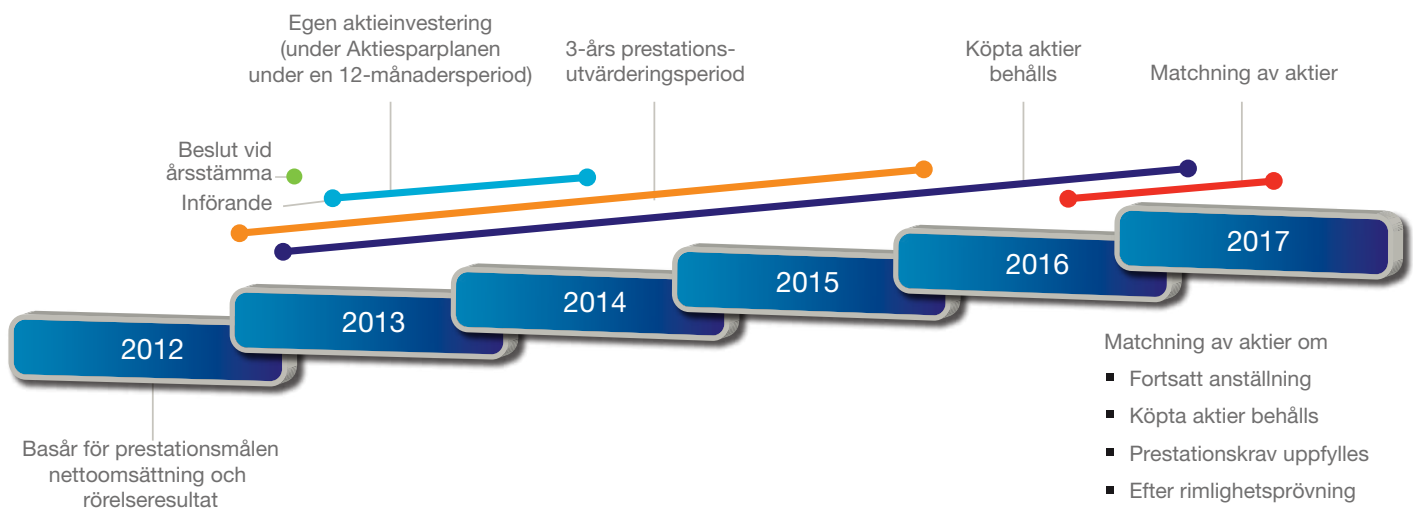 Egen aktieinvestering
(under Aktiesparplanen
under en 12-månadersperiod)
3-års prestations-
utvärderingsperiod
Köpta aktier
behålls
Matchning av aktier
Beslut vid
årsstämma
Införande
2012
2013
2014
2015
2016
2017
Basår för prestationsmålen
nettoomsättning och
rörelseresultat
Matchning av aktier om
▪ Fortsatt anställning
▪ Köpta aktier behålls
▪ Prestationskrav uppfylles
▪ Efter rimlighetsprövning